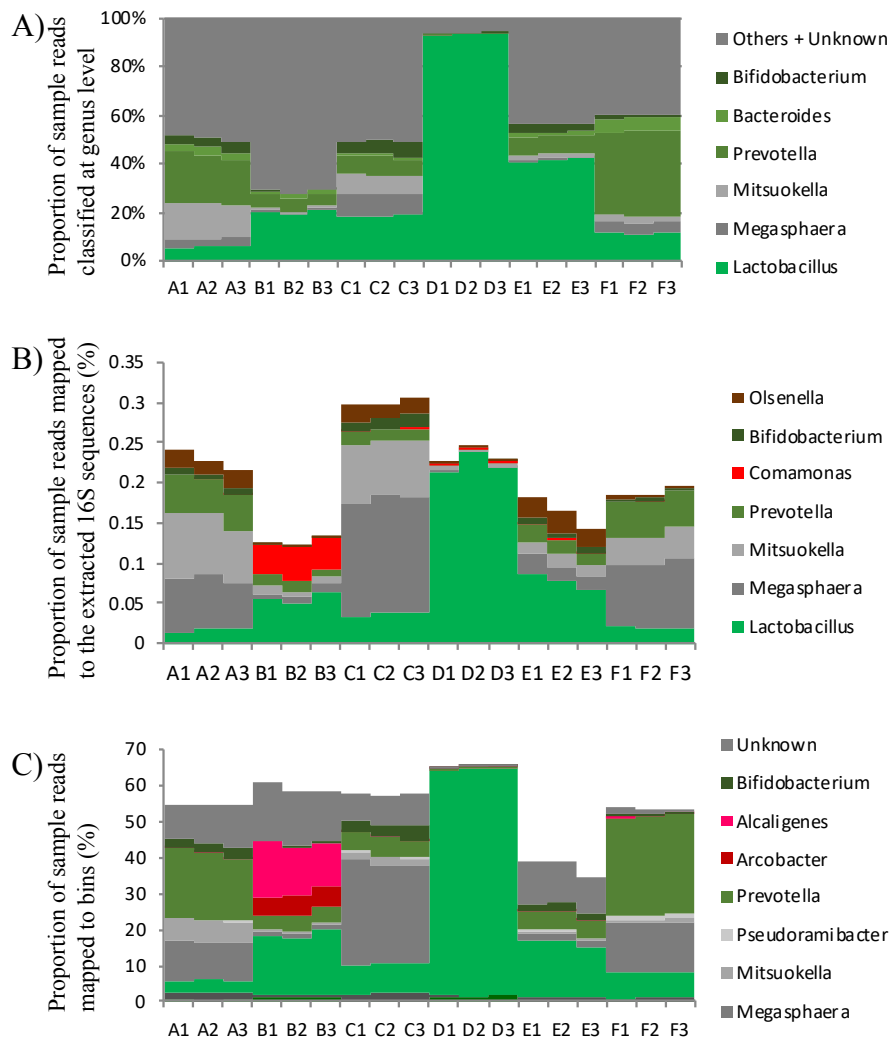 A)
Proportion of sample reads
classified at genus level
100%
80%
60%
40%
20%
0%
A1 A2 A3 B1 B2 B3 C1 C2 C3 D1 D2 D3 E1 E2 E3 F1 F2 F3
Others + Unknown
Bifidobacterium
Bacteroides
Prevotella
Mitsuokella
Megasphaera
Lactobacillus
B)
Proportion of sample reads mapped
to the extracted 16S sequences (%)
0.35
0.3
0.25
0.2
0.15
0.1
0.05
0
A1 A2 A3 B1 B2 B3 C1 C2 C3 D1 D2 D3 E1 E2 E3 F1 F2 F3
Olsenella
Bifidobacterium
Comamonas
Prevotella
Mitsuokella
Megasphaera
Lactobacillus
C)
Proportion of sample reads
mapped to bins (%)
70
60
50
40
30
20
10
0
A1 A2 A3 B1 B2 B3 C1 C2 C3 D1 D2 D3 E1 E2 E3 F1 F2 F3
Unknown
Bifidobacterium
Alcaligenes
Arcobacter
Prevotella
Pseudoramibacter
Mitsuokella
Megasphaera